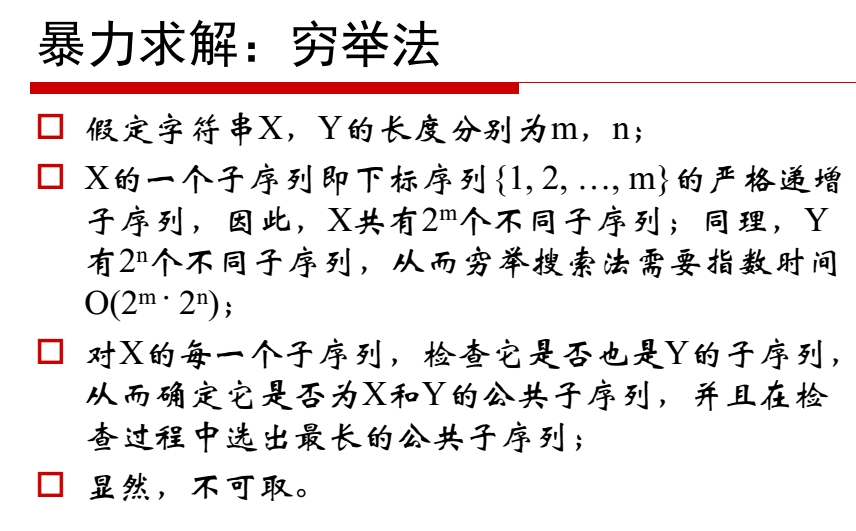 暴力求解：穷举法
假定字符串X，Y的长度分别为m，n；
X的一个子序列即下标序列{1, 2, …, m}的严格递增
子序列，因此，X共有2ᵐ个不同子序列；同理，Y
有2ⁿ个不同子序列，从而穷举搜索法需要指数时间
O(2ᵐ · 2ⁿ)；
对X的每一个子序列，检查它是否也是Y的子序列，
从而确定它是否为X和Y的公共子序列，并且在检
查过程中选出最长的公共子序列；
显然，不可取。